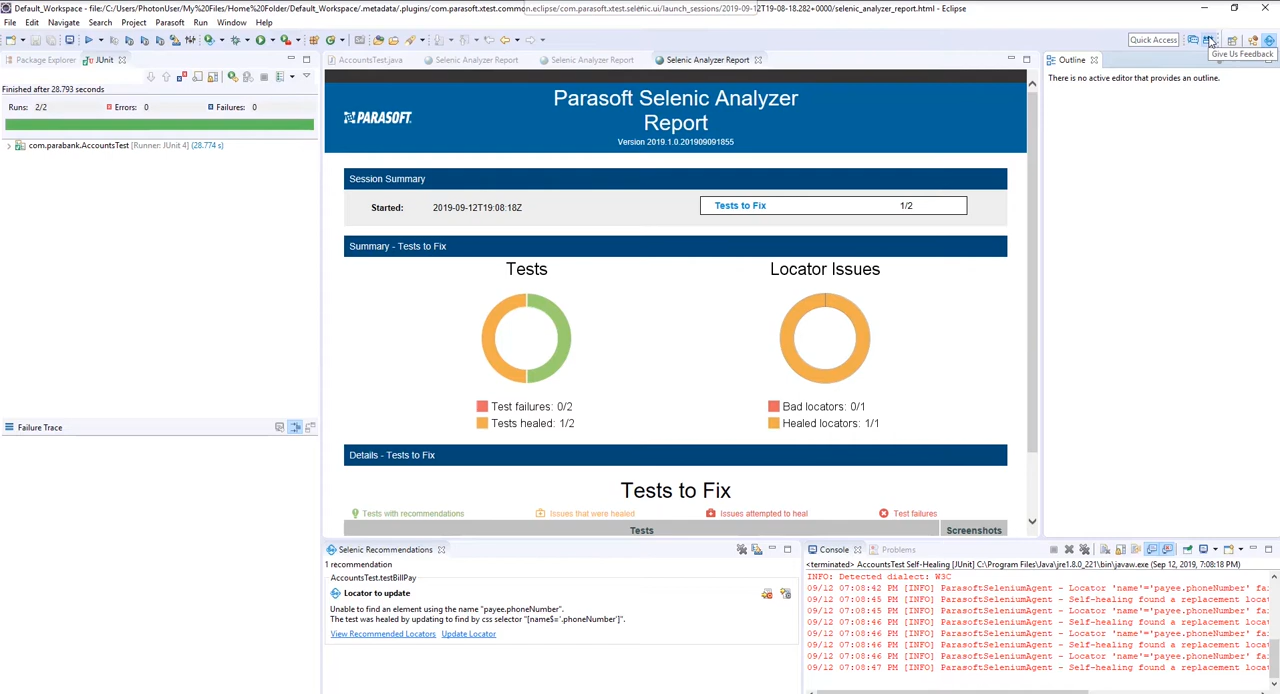 Default_Workspace - C:/Users/PhotonUser/My%20Files/Home%20Folder/Default_Workspace/.metadata/.plugins/com.parasoft.xtest.common.eclipse/com.parasoft.xtest.selenic.ui/launch_sessions/2019-09-12T19-08-18.282+0000/selenic_analyzer_report.html - Eclipse
File Edit Navigate Search Project Parasoft Run Window Help
Quick Access
Give Us Feedback
Package Explorer JUnit
AccountsTest.java Selenic Analyzer Report Selenic Analyzer Report Selenic Analyzer Report
Outline
There is no active editor that provides an outline.
Finished after 28.793 seconds
Runs: 2/2 Errors: 0 Failures: 0
com.parabank.AccountsTest [Runner: JUnit 4] (28.774 s)
Failure Trace
PARASOFT.
Parasoft Selenic Analyzer
Report
Version 2019.1.0.201909091855
Session Summary
Started: 2019-09-12T19:08:18Z
Tests to Fix 1/2
Summary - Tests to Fix
Tests Locator Issues
Test failures: 0/2 Bad locators: 0/1
Tests healed: 1/2 Healed locators: 1/1
Details - Tests to Fix
Tests to Fix
Tests with recommendations Issues that were healed Issues attempted to heal Test failures
Tests Screenshots
Selenic Recommendations
1 recommendation
AccountsTest.testBillPay
Locator to update
Unable to find an element using the name "payee.phoneNumber".
The test was healed by updating to find by css selector "[name$='.phoneNumber']".
View Recommended Locators Update Locator
Console Problems
<terminated> AccountsTest Self-Healing [JUnit] C:\Program Files\Java\jre1.8.0_221\bin\javaw.exe (Sep 12, 2019, 7:08:18 PM)
INFO: Detected dialect: W3C
09/12 07:08:42 PM [INFO] ParasoftSeleniumAgent - Locator 'name'='payee.phoneNumber' fai
09/12 07:08:45 PM [INFO] ParasoftSeleniumAgent - Self-healing found a replacement locat
09/12 07:08:45 PM [INFO] ParasoftSeleniumAgent - Locator 'name'='payee.phoneNumber' fai
09/12 07:08:46 PM [INFO] ParasoftSeleniumAgent - Self-healing found a replacement locat
09/12 07:08:46 PM [INFO] ParasoftSeleniumAgent - Locator 'name'='payee.phoneNumber' fai
09/12 07:08:46 PM [INFO] ParasoftSeleniumAgent - Self-healing found a replacement locat
09/12 07:08:46 PM [INFO] ParasoftSeleniumAgent - Locator 'name'='payee.phoneNumber' fai
09/12 07:08:47 PM [INFO] ParasoftSeleniumAgent - Self-healing found a replacement locat